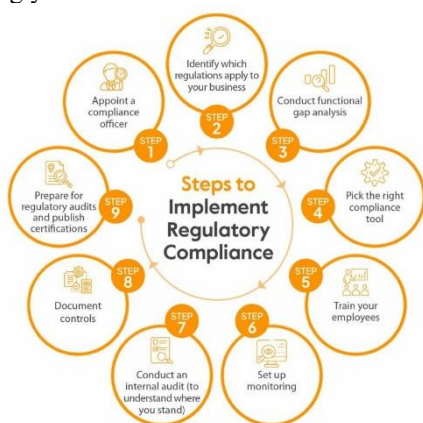 Appoint a
compliance
officer
STEP
1
Identify which
regulations apply to
your business
STEP
2
Conduct functional
gap analysis
STEP
3
Pick the right
compliance
tool
STEP
4
Train your
employees
STEP
5
Set up
monitoring
STEP
6
Conduct an
internal audit (to
understand where
you stand)
STEP
7
Document
controls
STEP
8
Prepare for
regulatory audits
and publish
certifications
STEP
9
Steps to
Implement
Regulatory
Compliance